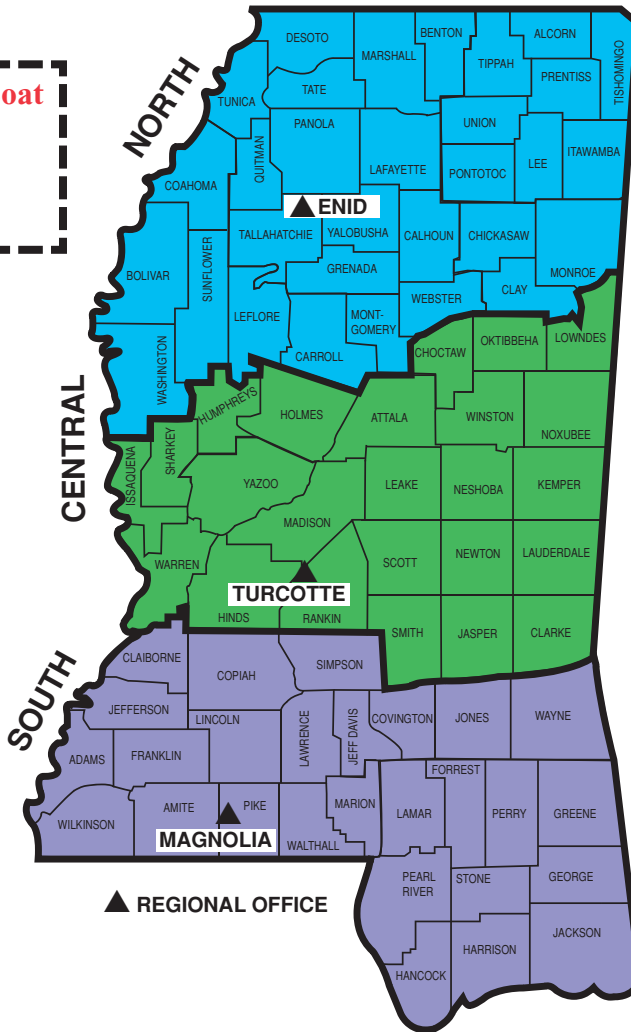 oat
NORTH
CENTRAL
SOUTH
DESOTO
MARSHALL
BENTON
TIPPAH
ALCORN
TISHOMINGO
PRENTISS
TUNICA
TATE
PANOLA
QUITMAN
LAFAYETTE
UNION
PONTOTOC
LEE
ITAWAMBA
COAHOMA
ENID
TALLAHATCHIE
YALOBUSHA
CALHOUN
CHICKASAW
MONROE
BOLIVAR
SUNFLOWER
GRENADA
CLAY
WEBSTER
LEFLORE
MONT-
GOMERY
CARROLL
WASHINGTON
CHOCTAW
OKTIBBEHA
LOWNDES
HUMPHREYS
HOLMES
ATTALA
WINSTON
NOXUBEE
ISSAQUENA
SHARKEY
YAZOO
LEAKE
NESHOBA
KEMPER
MADISON
WARREN
SCOTT
NEWTON
LAUDERDALE
TURCOTTE
HINDS
RANKIN
SMITH
JASPER
CLARKE
CLAIBORNE
COPIAH
SIMPSON
JEFFERSON
LINCOLN
LAWRENCE
JEFF DAVIS
COVINGTON
JONES
WAYNE
ADAMS
FRANKLIN
FORREST
WILKINSON
AMITE
PIKE
MARION
LAMAR
PERRY
GREENE
MAGNOLIA
WALTHALL
PEARL
RIVER
STONE
GEORGE
REGIONAL OFFICE
JACKSON
HARRISON
HANCOCK